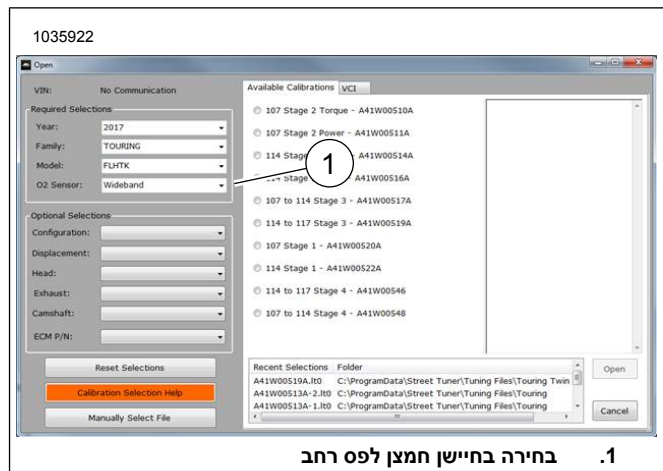 1035922
Open
VIN: No Communication
Required Selections
Year: 2017
Family: TOURING
Model: FLHTK
O2 Sensor: Wideband
Optional Selections
Configuration:
Displacement:
Head:
Exhaust:
Camshaft:
ECM P/N:
Reset Selections
Calibration Selection Help
Manually Select File
Available Calibrations VCI
107 Stage 2 Torque - A41W00510A
107 Stage 2 Power - A41W00511A
114 Stage A41W00514A
1
114 Stage A41W00516A
107 to 114 Stage 3 - A41W00517A
114 to 117 Stage 3 - A41W00519A
107 Stage 1 - A41W00520A
114 Stage 1 - A41W00522A
114 to 117 Stage 4 - A41W00546
107 to 114 Stage 4 - A41W00548
Recent Selections Folder
A41W00519A.lt0 C:\ProgramData\Street Tuner\Tuning Files\Touring Twin
A41W00513A-2.lt0 C:\ProgramData\Street Tuner\Tuning Files\Touring
A41W00513A-1.lt0 C:\ProgramData\Street Tuner\Tuning Files\Touring
Open
Cancel
1. בחירה בחיישן חמצן לפס רחב